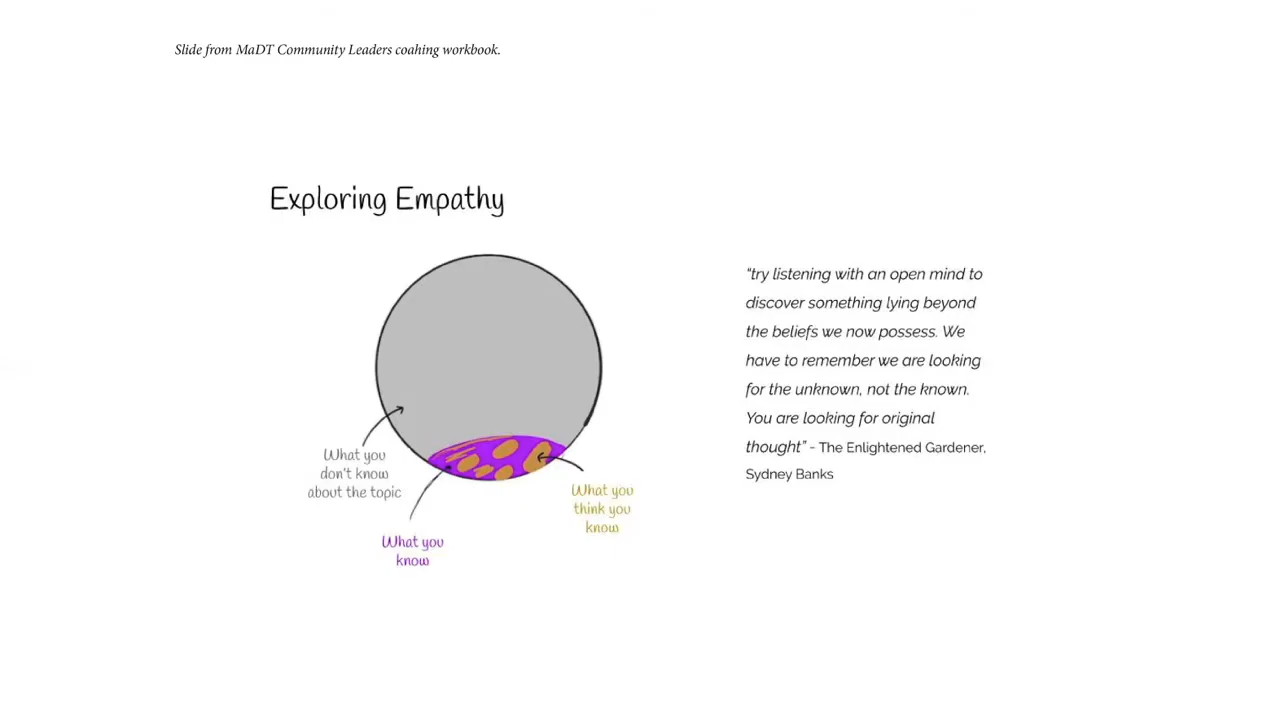 Slide from MaDT Community Leaders coahing workbook.
Exploring Empathy
“try listening with an open mind to
discover something lying beyond
the beliefs we now possess. We
have to remember we are looking
for the unknown, not the known.
You are looking for original
thought” - The Enlightened Gardener,
Sydney Banks
What you
don't know
about the topic
What you
know
What you
think you
know